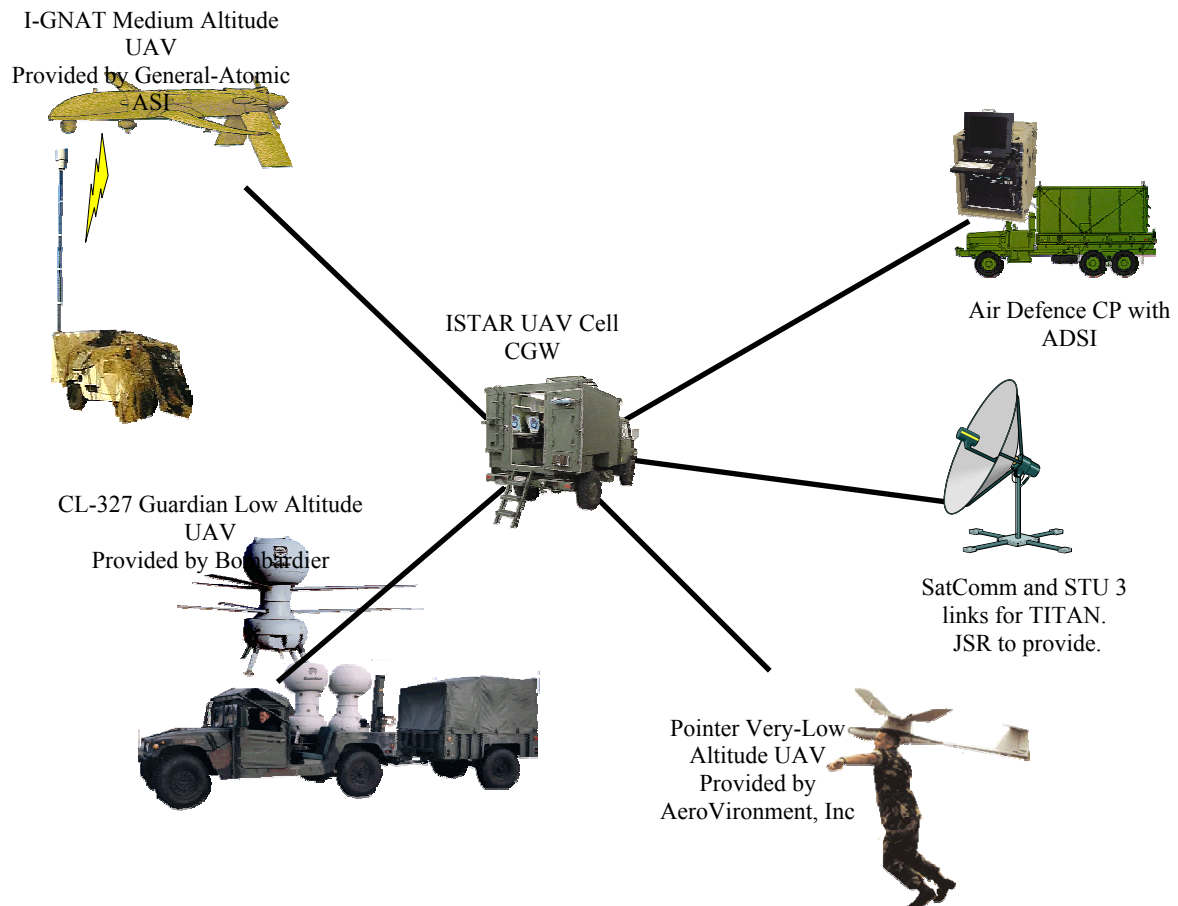 I-GNAT Medium Altitude
UAV
Provided by General-Atomic
ASI
ISTAR UAV Cell
CGW
Air Defence CP with
ADSI
CL-327 Guardian Low Altitude
UAV
Provided by Bombardier
SatComm and STU 3
links for TITAN.
JSR to provide.
Pointer Very-Low
Altitude UAV
Provided by
AeroVironment, Inc